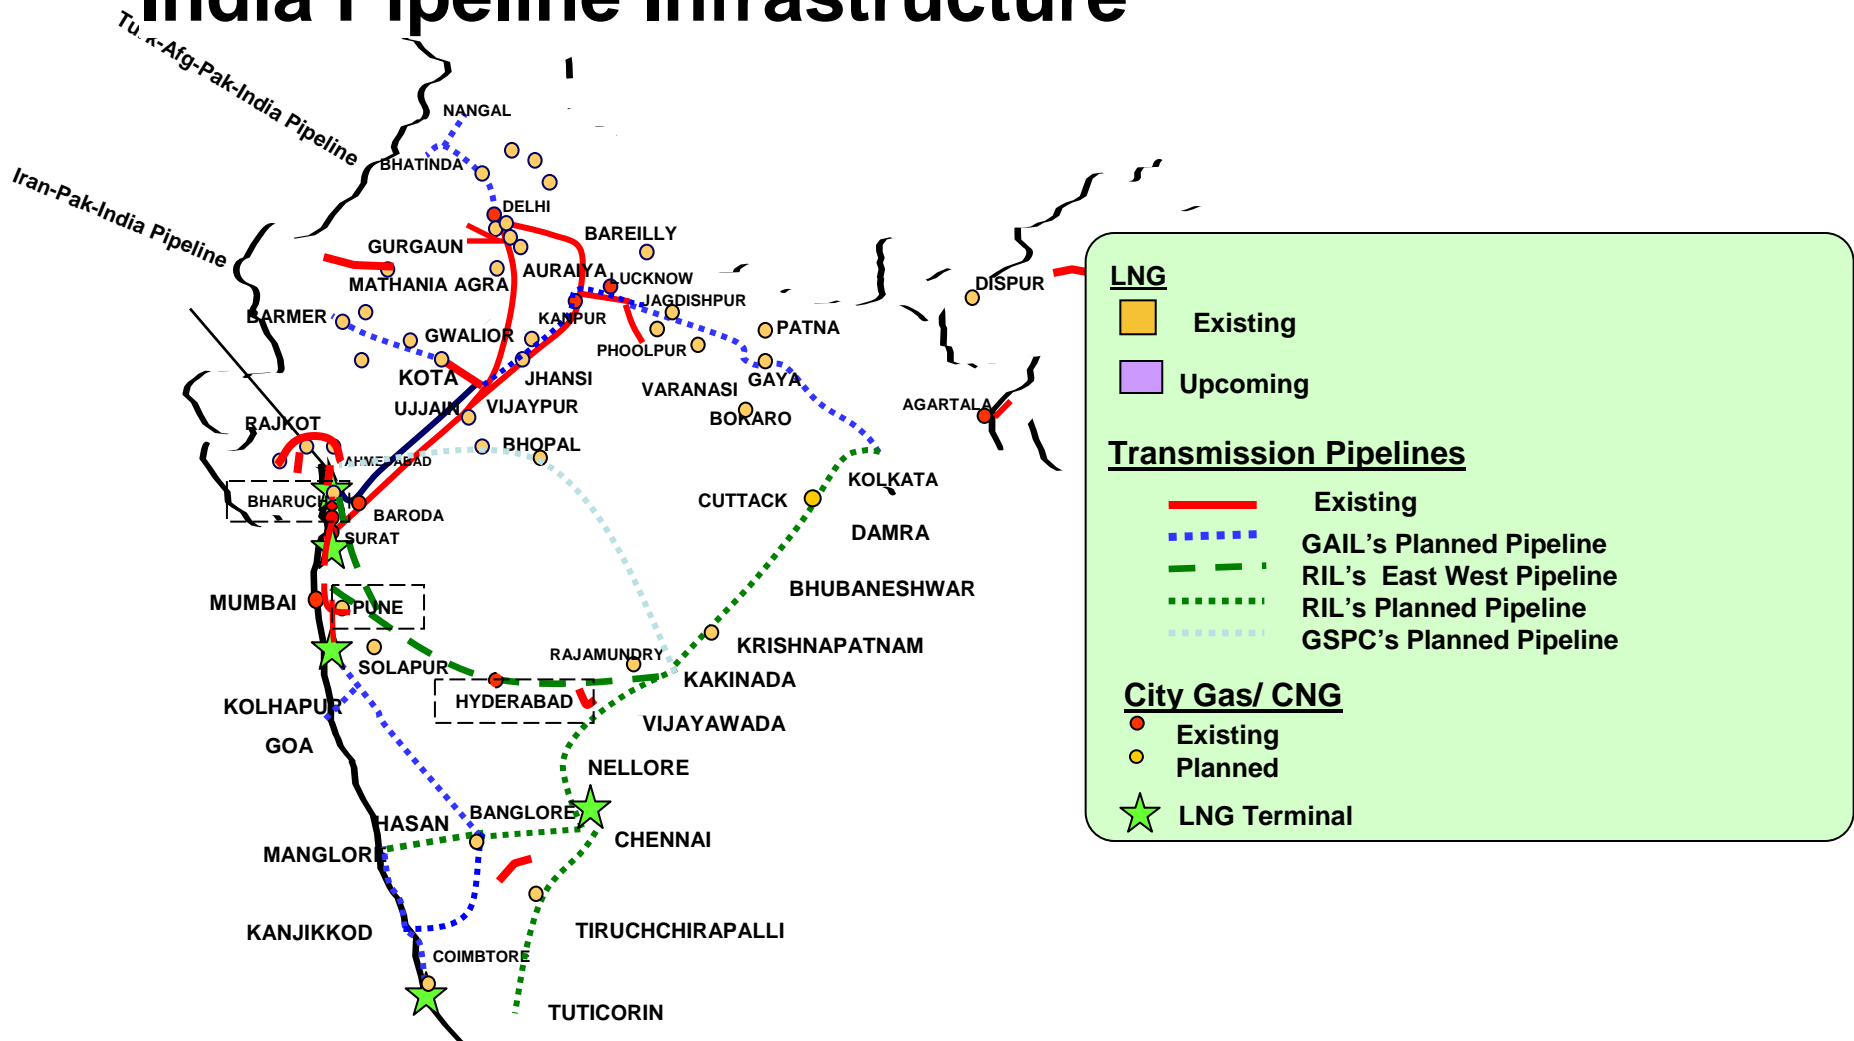 India Pipeline Infrastructure
Turk-Afg-Pak-India Pipeline
Iran-Pak-India Pipeline
NANGAL
BHATINDA
DELHI
GURGAUN
BAREILLY
MATHANIA AGRA
AURAIYA
LUCKNOW
DISPUR
JAGDISHPUR
BARMER
KANPUR
GWALIOR
PATNA
PHOOLPUR
KOTA
JHANSI
VARANASI
GAYA
UJJAIN
VIJAYPUR
BOKARO
AGARTALA
RAJKOT
BHOPAL
AHMEDABAD
KOLKATA
BHARUCH
CUTTACK
BARODA
DAMRA
SURAT
BHUBANESHWAR
MUMBAI
PUNE
KRISHNAPATNAM
RAJAMUNDRY
SOLAPUR
KAKINADA
HYDERABAD
KOLHAPUR
VIJAYAWADA
GOA
NELLORE
BANGLORE
HASAN
CHENNAI
MANGLORE
KANJIKKOD
TIRUCHCHIRAPALLI
COIMBTORE
TUTICORIN
LNG
Existing
Upcoming
Transmission Pipelines
Existing
GAIL's Planned Pipeline
RIL's East West Pipeline
RIL's Planned Pipeline
GSPC's Planned Pipeline
City Gas/ CNG
Existing
Planned
LNG Terminal